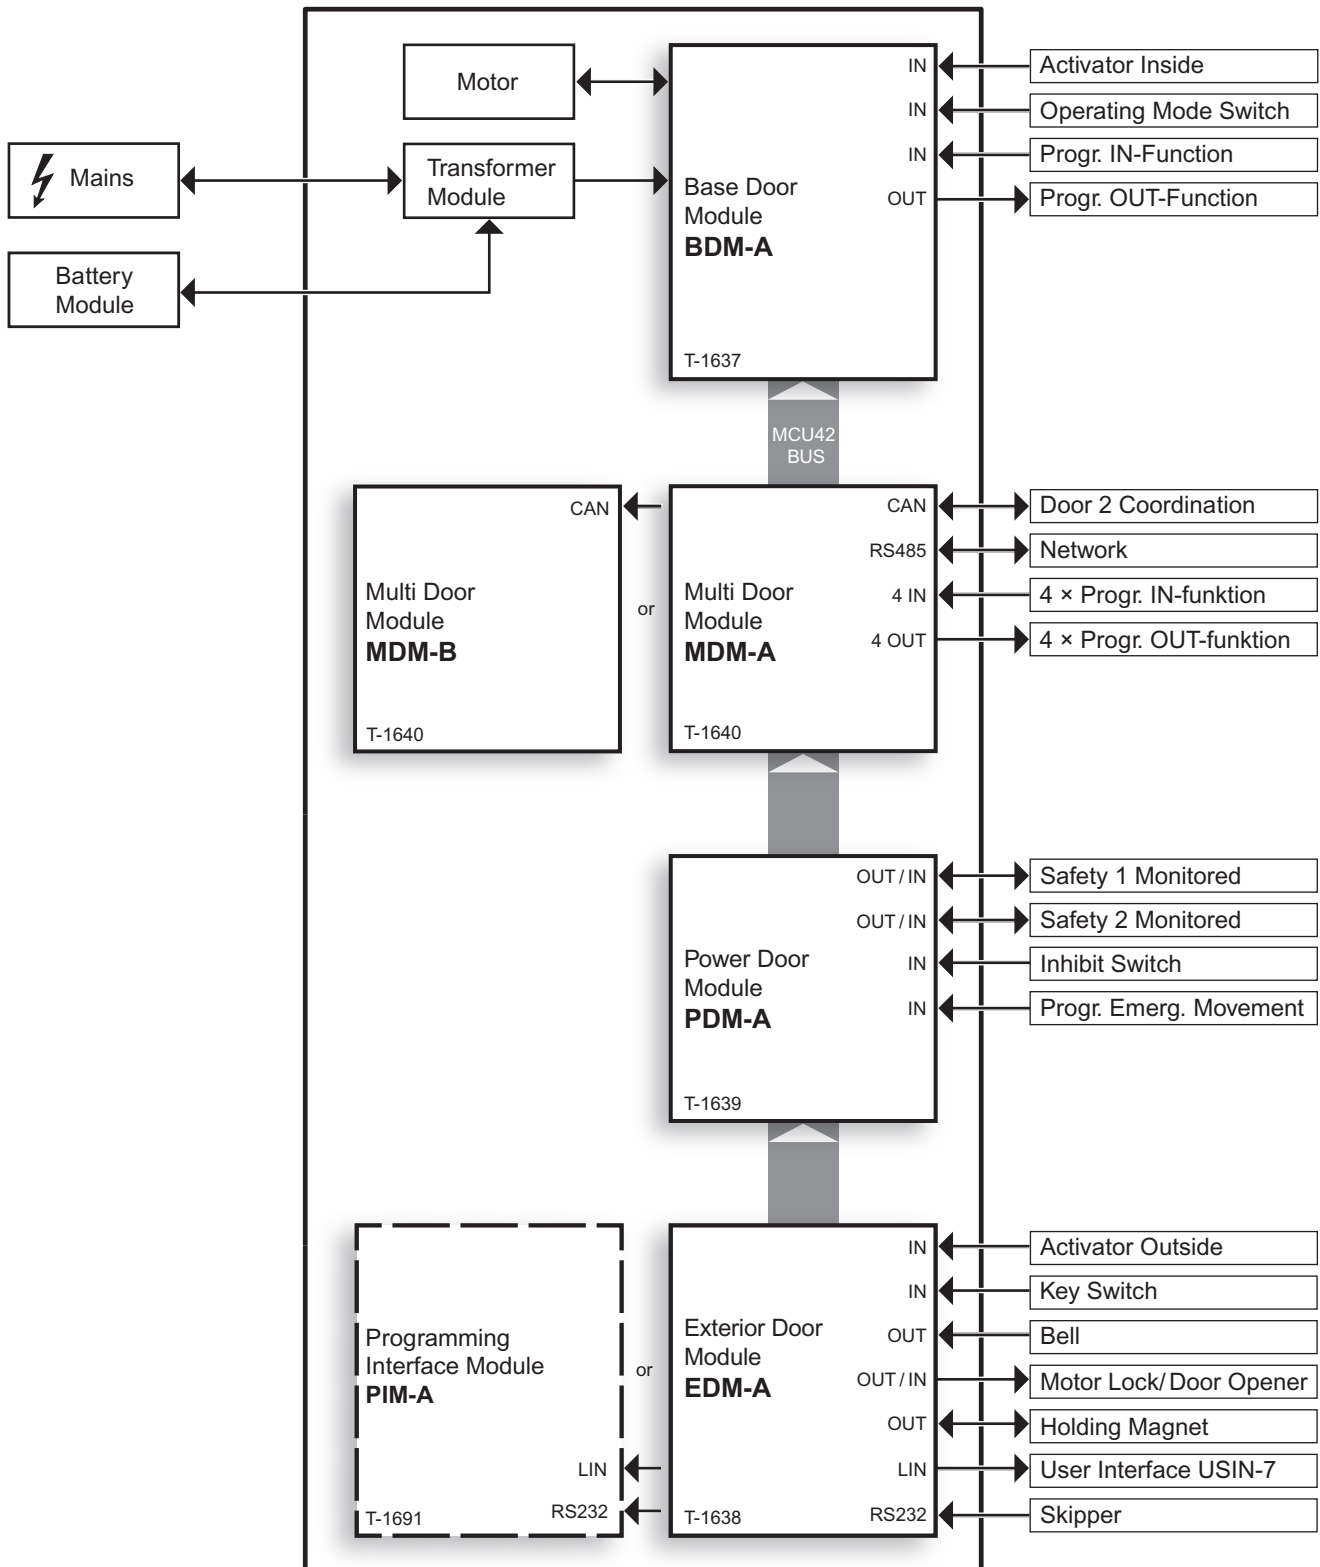 Motor
Mains
Transformer
Module
Battery
Module
Base Door
Module
BDM-A
T-1637
IN
IN
IN
OUT
Activator Inside
Operating Mode Switch
Progr. IN-Function
Progr. OUT-Function
MCU42
BUS
CAN
Multi Door
Module
MDM-B
T-1640
or
Multi Door
Module
MDM-A
T-1640
CAN
RS485
4 IN
4 OUT
Door 2 Coordination
Network
4 × Progr. IN-funktion
4 × Progr. OUT-funktion
Power Door
Module
PDM-A
T-1639
OUT / IN
OUT / IN
IN
IN
Safety 1 Monitored
Safety 2 Monitored
Inhibit Switch
Progr. Emerg. Movement
Programming
Interface Module
PIM-A
LIN
RS232
T-1691
or
Exterior Door
Module
EDM-A
T-1638
IN
IN
OUT
OUT / IN
OUT
LIN
RS232
Activator Outside
Key Switch
Bell
Motor Lock/ Door Opener
Holding Magnet
User Interface USIN-7
Skipper